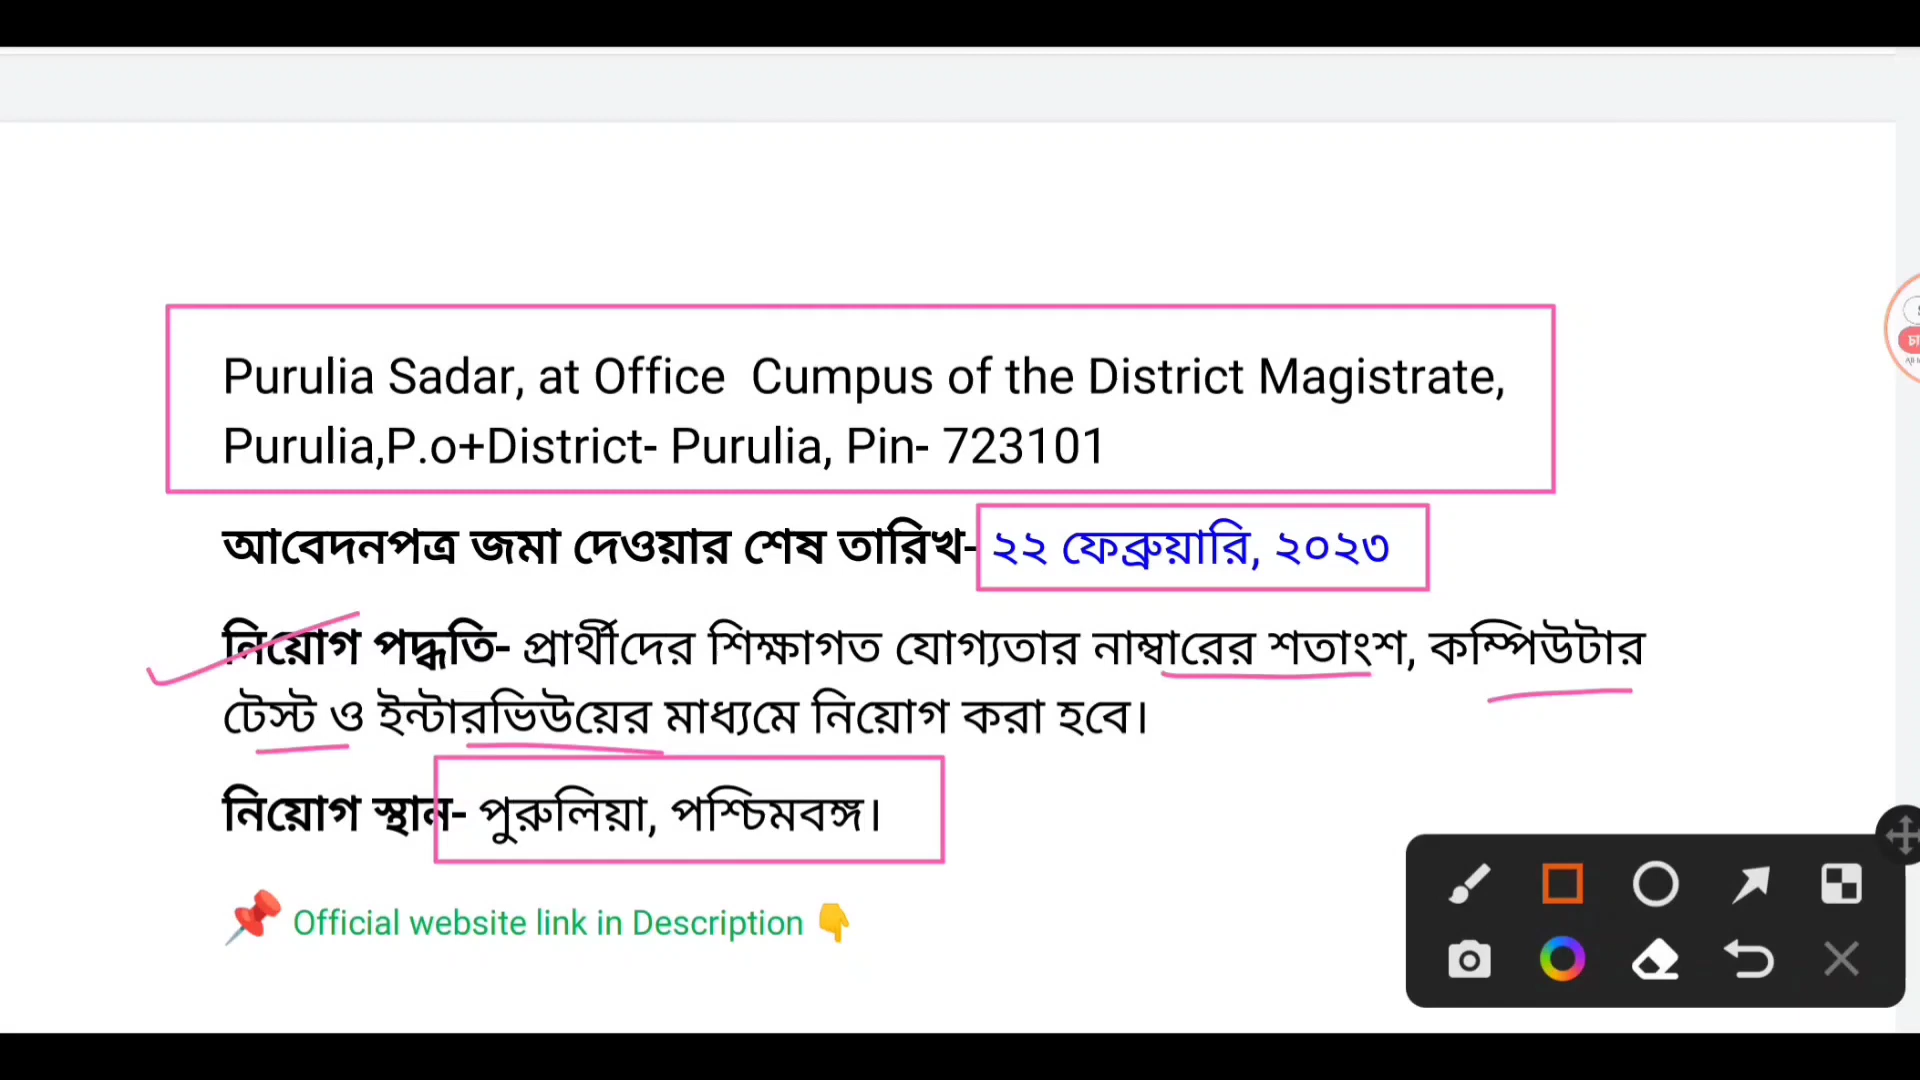 Purulia Sadar, at Office Cumpus of the District Magistrate,
Purulia,P.o+District- Purulia, Pin- 723101
আবেদনপত্র জমা দেওয়ার শেষ তারিখ- ২২ ফেব্রুয়ারি, ২০২৩
নিয়োগ পদ্ধতি- প্রার্থীদের শিক্ষাগত যোগ্যতার নাম্বারের শতাংশ, কম্পিউটার
টেস্ট ও ইন্টারভিউয়ের মাধ্যমে নিয়োগ করা হবে।
নিয়োগ স্থান- পুরুলিয়া, পশ্চিমবঙ্গ।
📌 Official website link in Description 👇